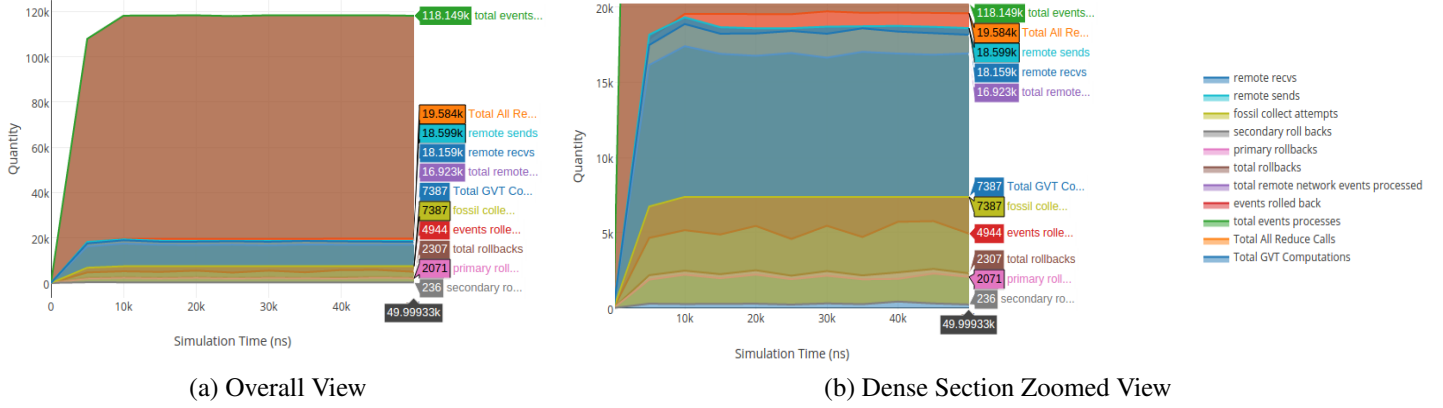 120k
100k
80k
60k
40k
20k
0
Quantity
0
10k
20k
30k
40k
49.99933k
Simulation Time (ns)
118.149k total events...
19.584k Total All Re...
18.599k remote sends
18.159k remote recvs
16.923k total remote...
7387 Total GVT Co...
7387 fossil colle...
4944 events rolle...
2307 total rollbacks
2071 primary roll...
236 secondary ro...
(a) Overall View
20k
15k
10k
5k
0
Quantity
10k
20k
30k
40k
49.99933k
Simulation Time (ns)
118.149k total events...
19.584k Total All Re...
18.599k remote sends
18.159k remote recvs
16.923k total remote...
7387 Total GVT Co...
7387 fossil colle...
4944 events rolle...
2307 total rollbacks
2071 primary roll...
236 secondary ro...
(b) Dense Section Zoomed View
remote recvs
remote sends
fossil collect attempts
secondary roll backs
primary rollbacks
total rollbacks
total remote network events processed
events rolled back
total events processes
Total All Reduce Calls
Total GVT Computations